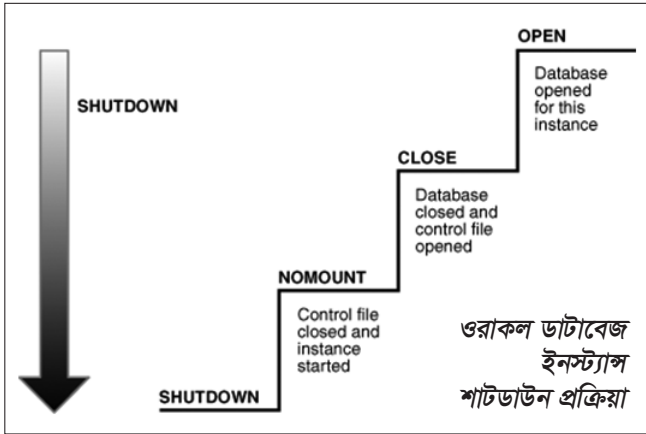 OPEN
Database
opened
for this
instance
SHUTDOWN
CLOSE
Database
closed and
control file
opened
NOMOUNT
Control file
closed and
instance
started
SHUTDOWN
ওরাকল ডাটাবেজ
ইনস্ট্যান্স
শাটডাউন প্রক্রিয়া